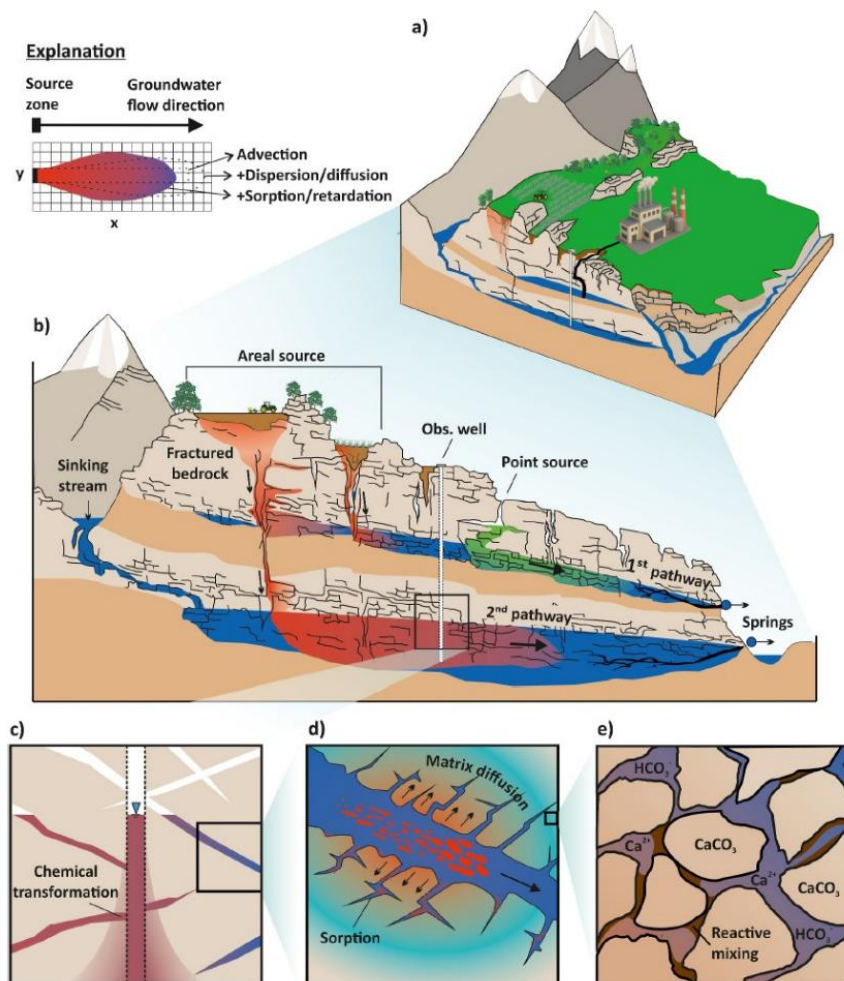 a)
Explanation
Source
zone
Groundwater
flow direction
Advection
+Dispersion/diffusion
+Sorption/retardation
y
x
b)
Areal source
Obs. well
Fractured
bedrock
Sinking
stream
Point source
1st pathway
2nd pathway
Springs
c)
Chemical
transformation
d)
Matrix diffusion
Sorption
e)
HCO₃⁻
Ca²⁺
CaCO₃
Ca²⁺
CaCO₃
HCO₃⁻
Reactive
mixing